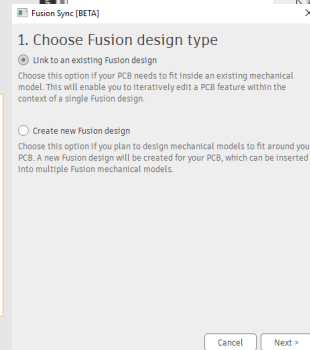 Fusion Sync [BETA]
1. Choose Fusion design type
Link to an existing Fusion design
Choose this option if your PCB needs to fit inside an existing mechanical
model. This will enable you to iteratively edit a PCB feature within the
context of a single Fusion design.
Create new Fusion design
Choose this option if you plan to design mechanical models to fit around you
PCB. A new Fusion design will be created for your PCB, which can be inserted
into multiple Fusion mechanical models.
Cancel
Next >